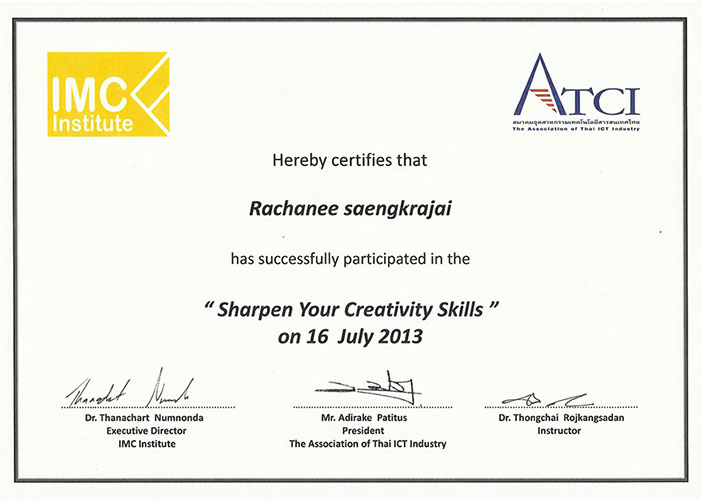 IMC
Institute
ATCI
สมาคมอุตสาหกรรมเทคโนโลยีสารสนเทศไทย
The Association of Thai ICT Industry
Hereby certifies that
Rachanee saengkrajai
has successfully participated in the
“ Sharpen Your Creativity Skills ”
on 16 July 2013
Thanachart Numnonda
Dr. Thanachart Numnonda
Executive Director
IMC Institute
Mr. Adirake Patitus
President
The Association of Thai ICT Industry
Dr. Thongchai Rojkangsadan
Instructor